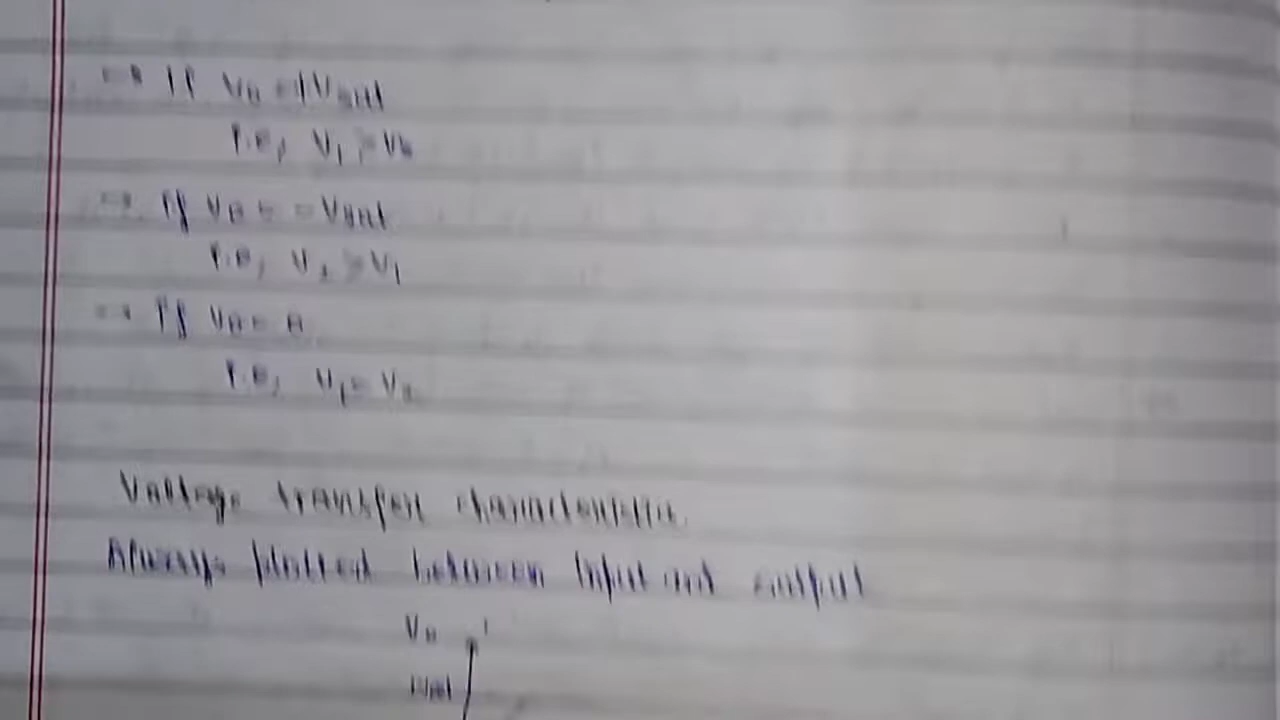 ⇒ If V₀ = +Vsat
i.e., V₁ > V₂
⇒ If V₀ = -Vsat
i.e., V₂ > V₁
⇒ If V₀ = 0
i.e., V₁ = V₂
Voltage transfer characteristic
Always plotted between input and output
V₀